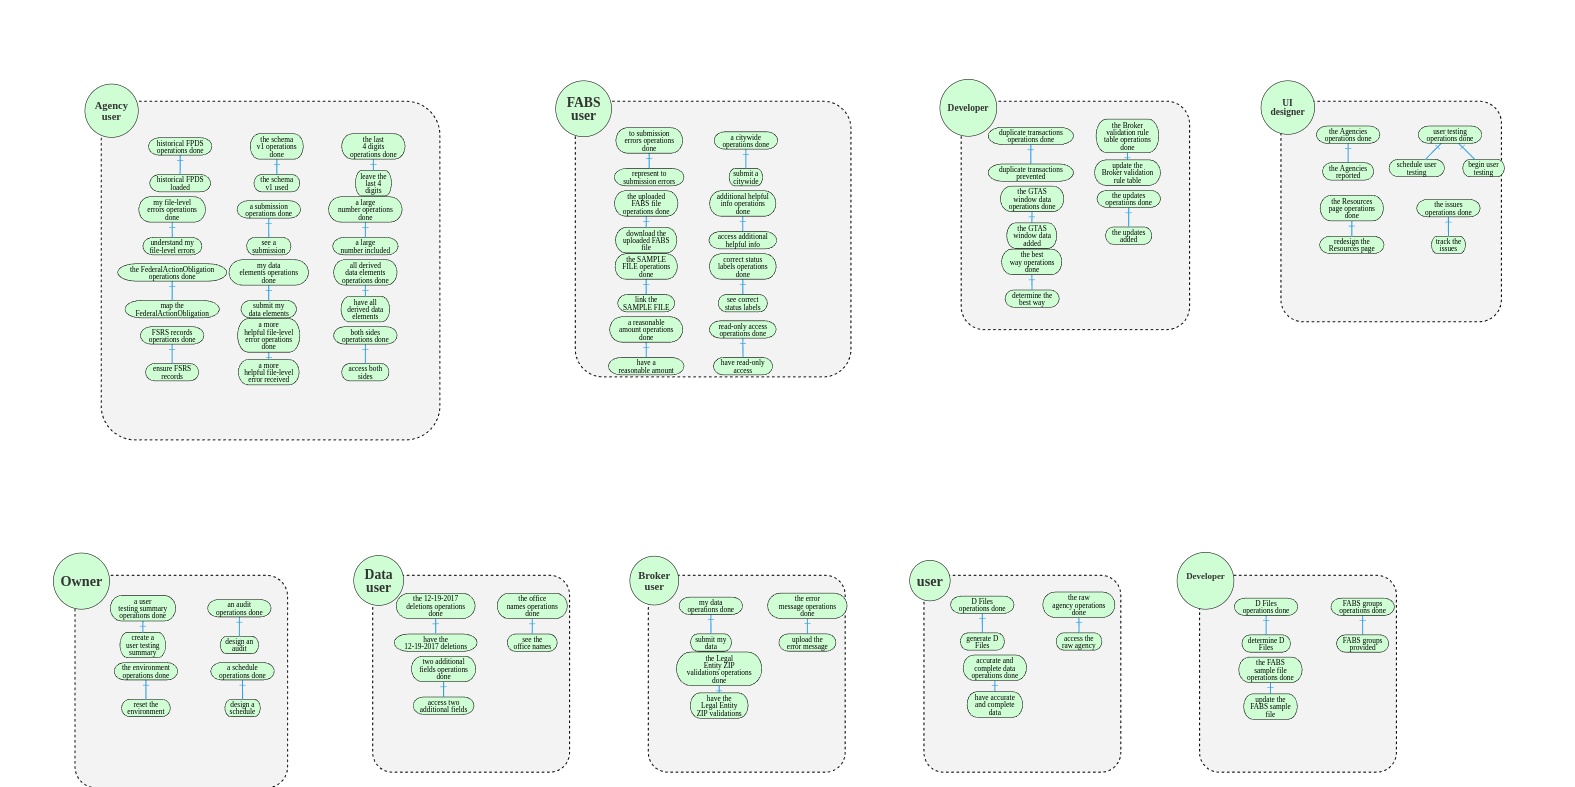 Agency
user
historical FPDS
operations done
historical FPDS
loaded
my file-level
errors operations
done
understand my
file-level errors
the FederalActionObligation
operations done
map the
FederalActionObligation
FSRS records
operations done
ensure FSRS
records
the schema
v1 operations
done
the schema
v1 used
a submission
operations done
see a
submission
my data
elements operations
done
submit my
data elements
a more
helpful file-level
error operations
done
a more
helpful file-level
error received
the last
4 digits
operations done
leave the
last 4
digits
a large
number operations
done
a large
number included
all derived
data elements
operations done
have all
derived data
elements
both sides
operations done
access both
sides
FABS
user
to submission
errors operations
done
represent to
submission errors
the uploaded
FABS file
operations done
download the
uploaded FABS
file
the SAMPLE
FILE operations
done
link the
SAMPLE FILE
a reasonable
amount operations
done
have a
reasonable amount
a citywide
operations done
submit a
citywide
additional helpful
info operations
done
access additional
helpful info
correct status
labels operations
done
see correct
status labels
read-only access
operations done
have read-only
access
Developer
duplicate transactions
operations done
duplicate transactions
prevented
the GTAS
window data
operations done
the GTAS
window data
added
the best
way operations
done
determine the
best way
the Broker
validation rule
table operations
done
update the
Broker validation
rule table
the updates
operations done
the updates
added
UI
designer
the Agencies
operations done
the Agencies
reported
the Resources
page operations
done
redesign the
Resources page
user testing
operations done
schedule user
testing
begin user
testing
the issues
operations done
track the
issues
Owner
a user
testing summary
operations done
create a
user testing
summary
the environment
operations done
reset the
environment
an audit
operations done
design an
audit
a schedule
operations done
design a
schedule
Data
user
the 12-19-2017
deletions operations
done
have the
12-19-2017 deletions
two additional
fields operations
done
access two
additional fields
the office
names operations
done
see the
office names
Broker
user
my data
operations done
submit my
data
the Legal
Entity ZIP
validations operations
done
have the
Legal Entity
ZIP validations
the error
message operations
done
upload the
error message
user
D Files
operations done
generate D
Files
accurate and
complete data
operations done
have accurate
and complete
data
the raw
agency operations
done
access the
raw agency
Developer
D Files
operations done
determine D
Files
the FABS
sample file
operations done
update the
FABS sample
file
FABS groups
operations done
FABS groups
provided